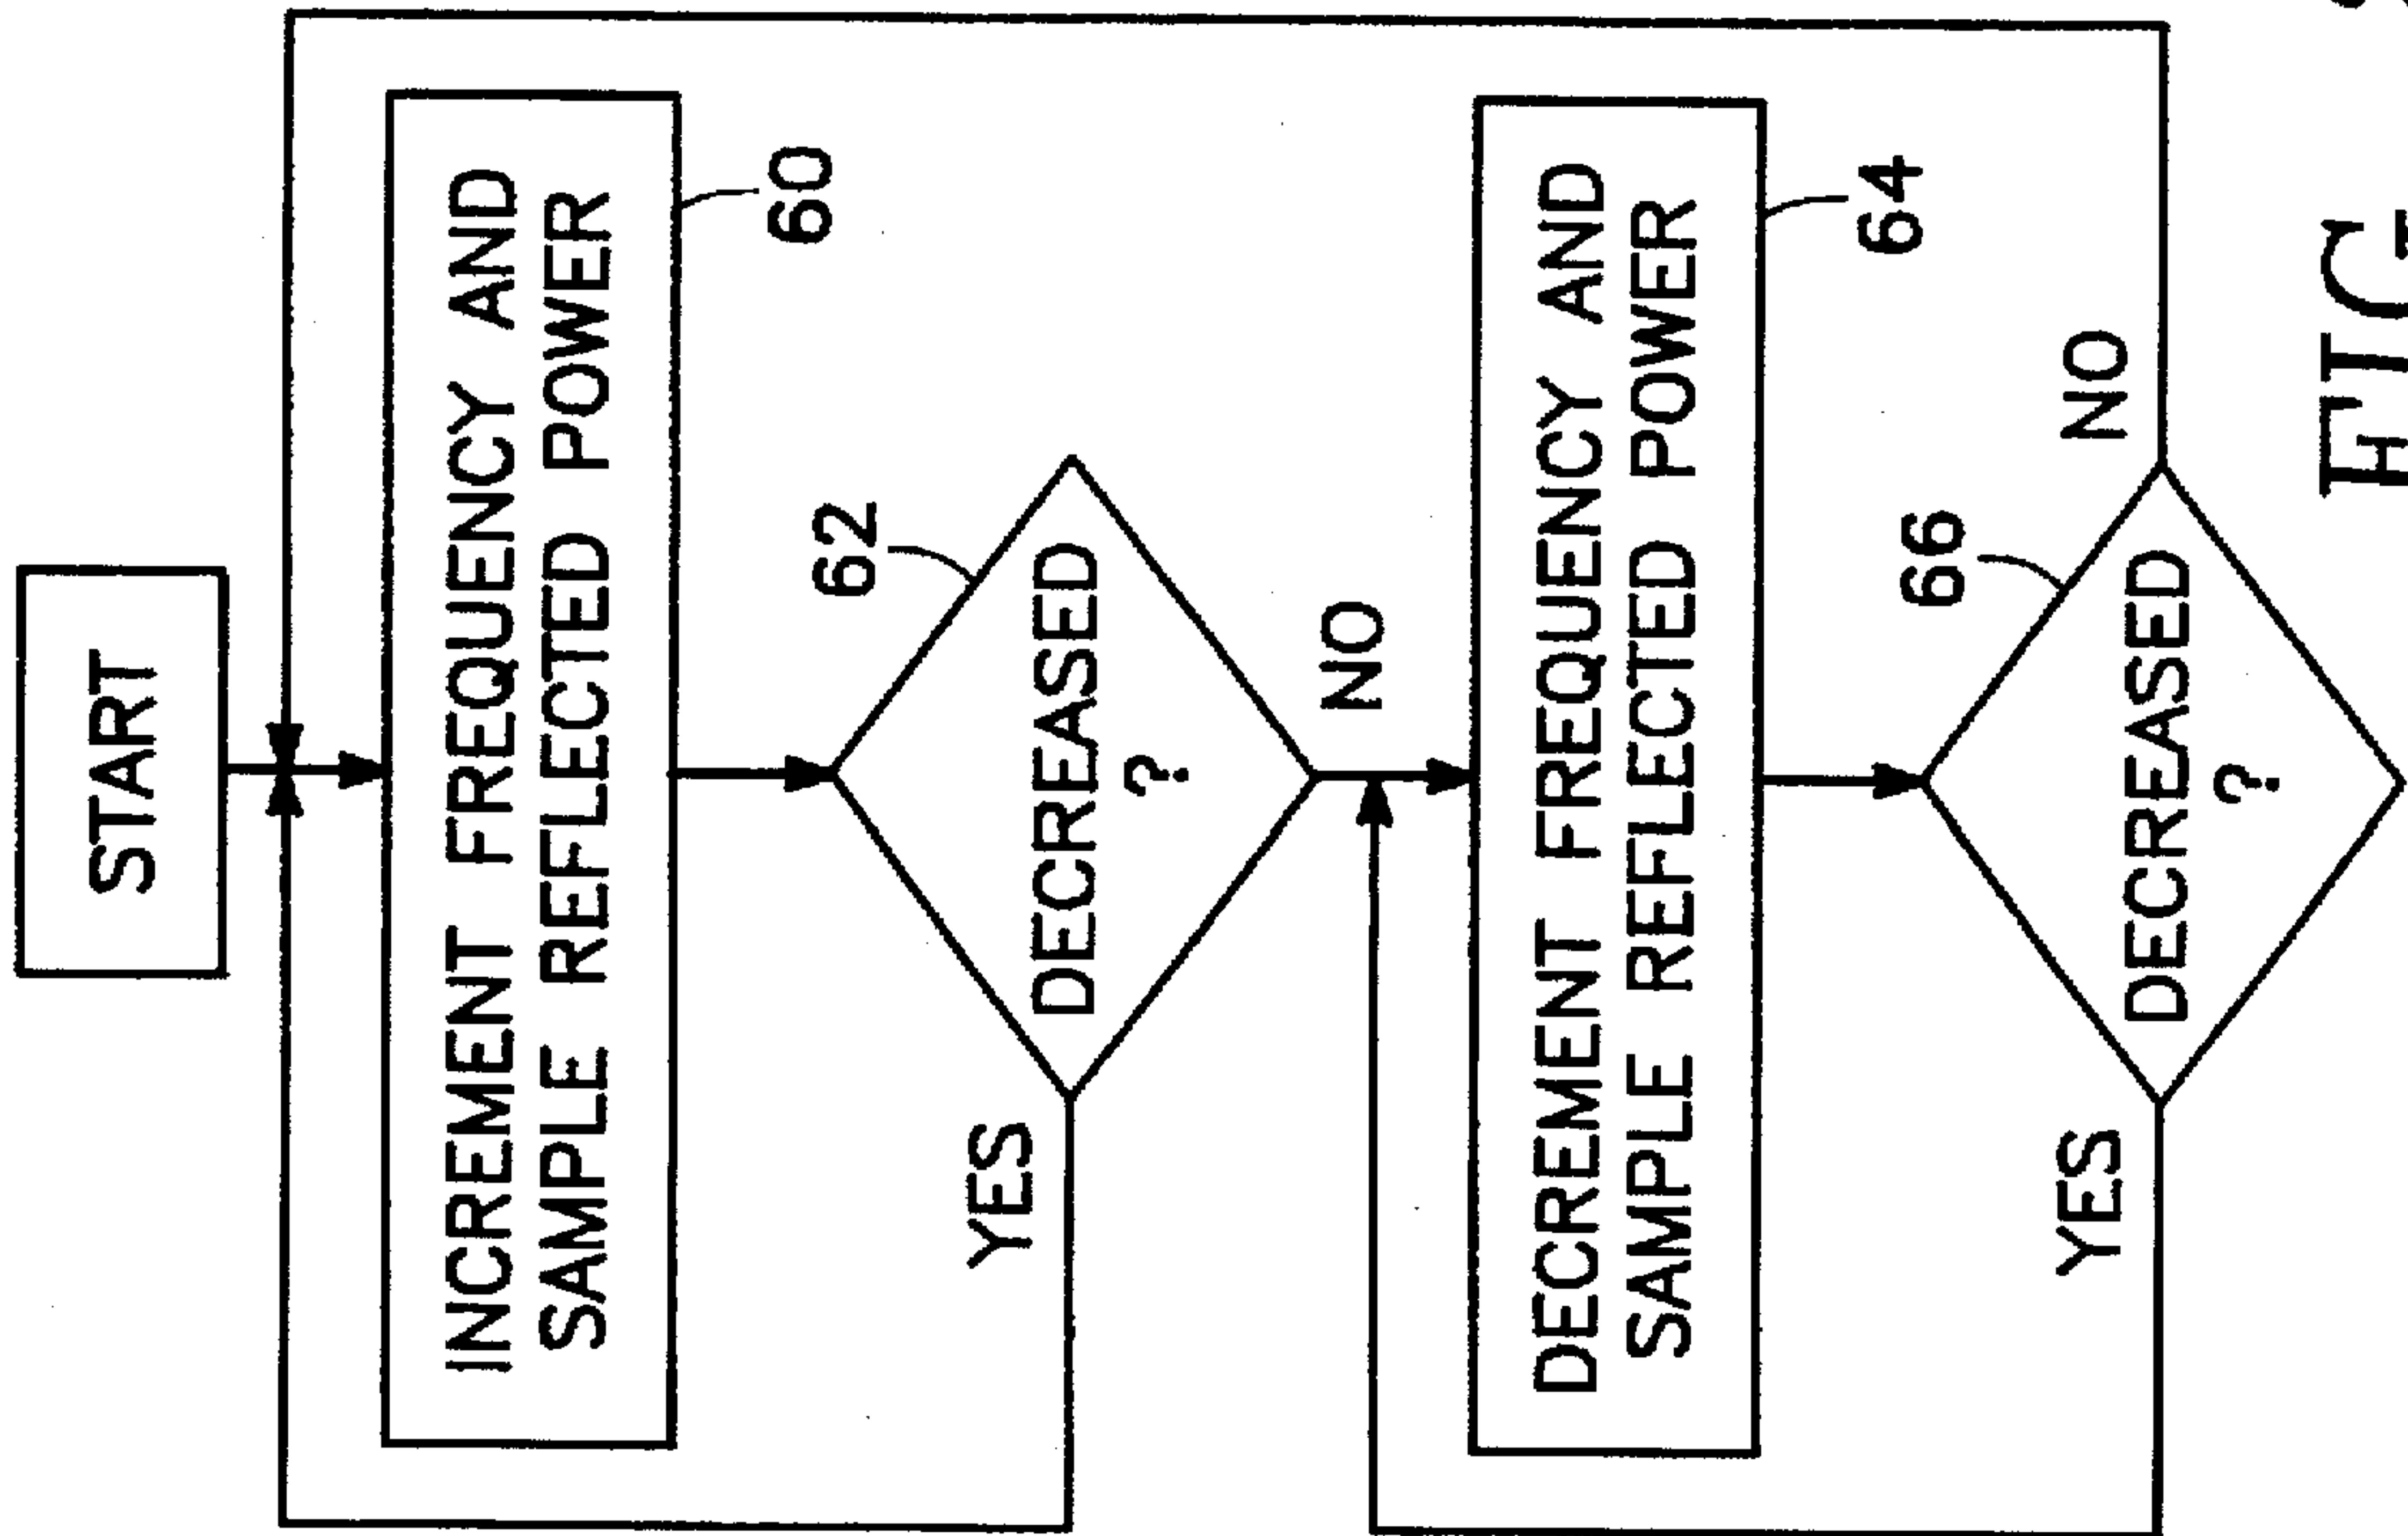 START
INCREMENT FREQUENCY AND
SAMPLE REFLECTED POWER
60
62
DECREASED
?
YES
NO
DECREMENT FREQUENCY AND
SAMPLE REFLECTED POWER
64
66
DECREASED
?
YES
NO